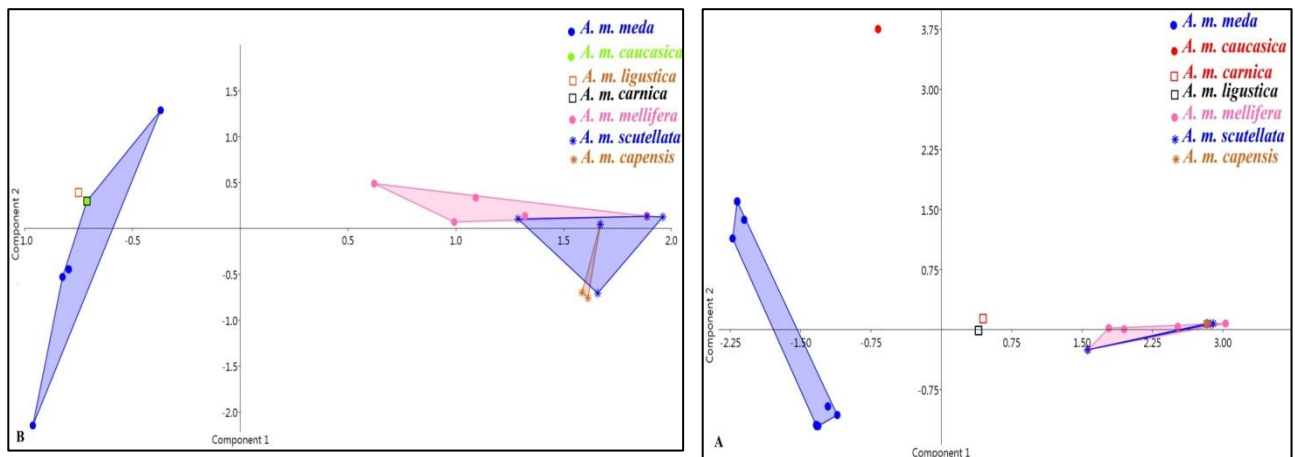 B
A. m. meda
A. m. caucasica
A. m. ligustica
A. m. carnica
A. m. mellifera
A. m. scutellata
A. m. capensis
1.5
1.0
0.5
-0.5
-1.0
-1.5
-2.0
1.0 -0.5 0.5 1.0 1.5 2.0
Component 2
Component 1
B
A
A. m. meda
A. m. caucasica
A. m. carnica
A. m. ligustica
A. m. mellifera
A. m. scutellata
A. m. capensis
3.75
3.00
2.25
1.50
0.75
-0.75
-2.25 -1.50 -0.75 0.75 1.50 2.25 3.00
Component 2
Component 1
A